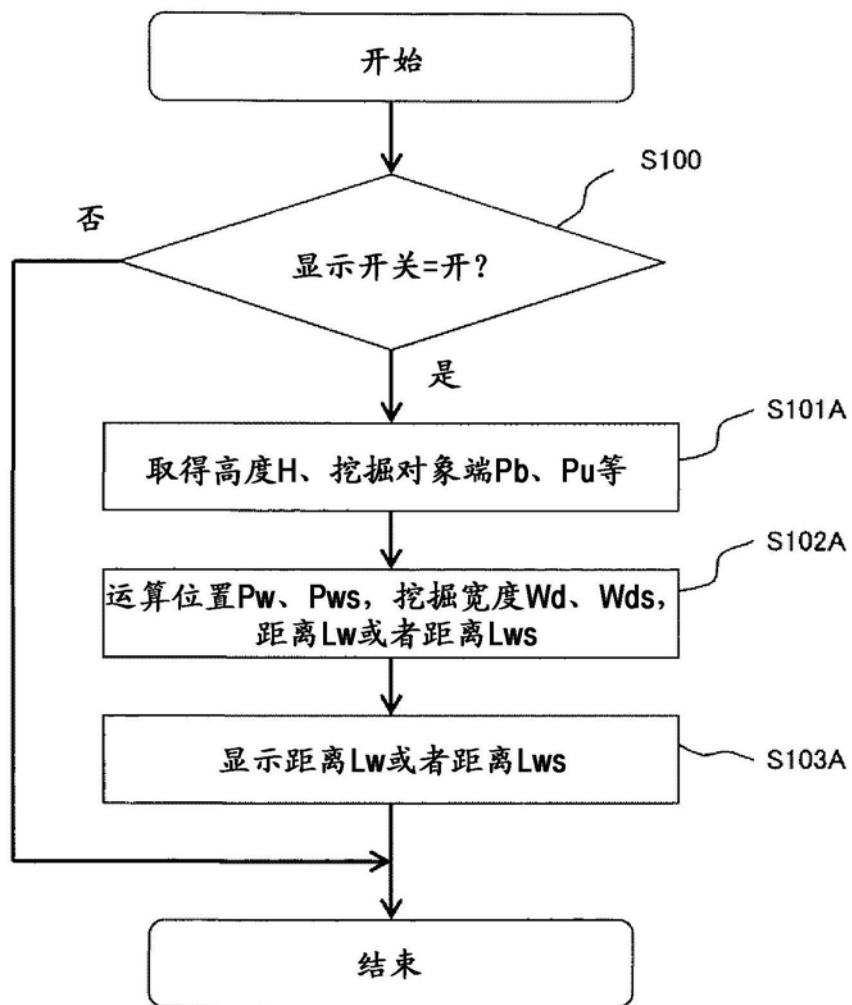 开始
S100
否
显示开关=开?
是
S101A
取得高度H、挖掘对象端Pb、Pu等
S102A
运算位置Pw、Pws，挖掘宽度Wd、Wds，
距离Lw或者距离Lws
显示距离Lw或者距离Lws
S103A
结束